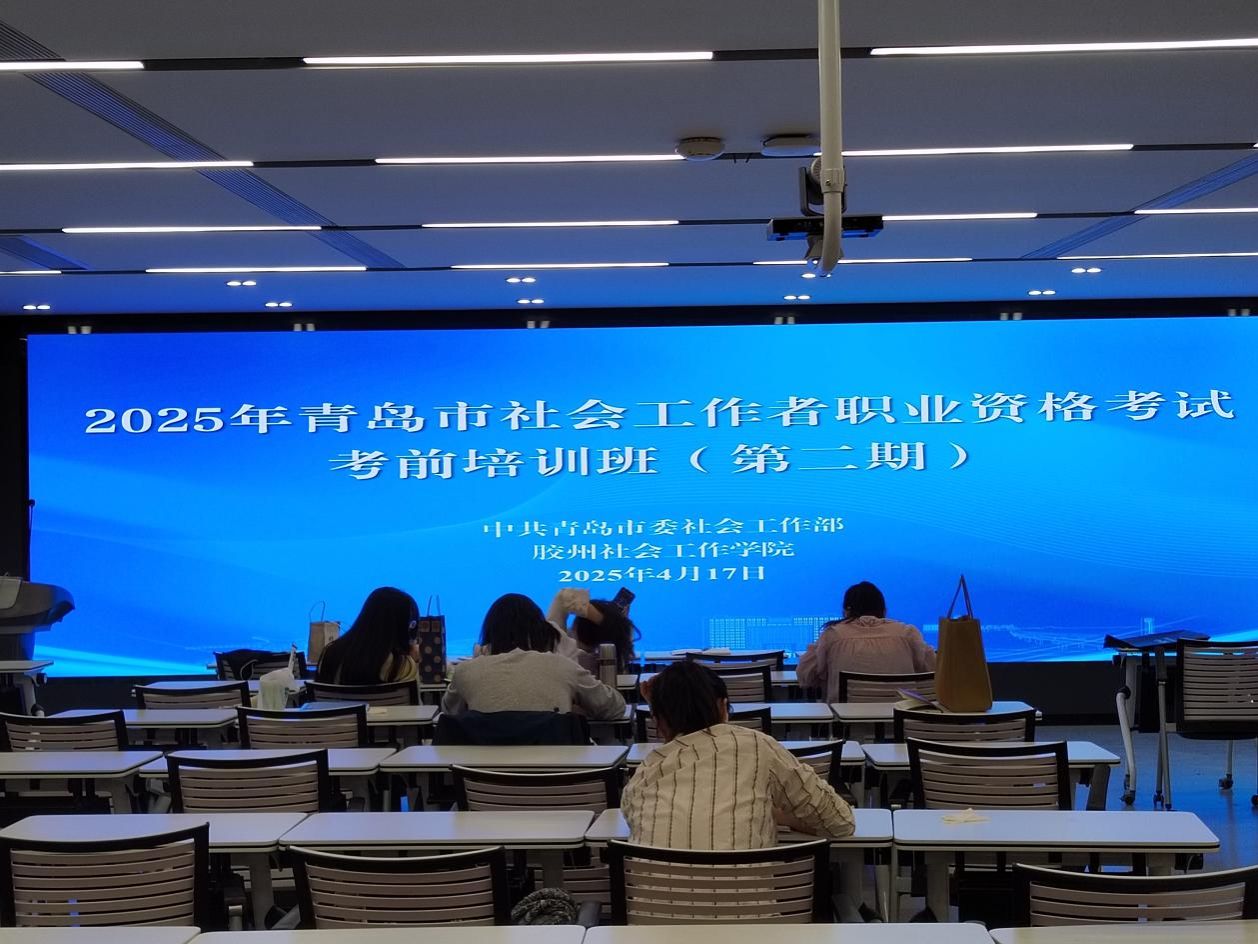 2025年青岛市社会工作者职业资格考试
考前培训班（第二期）
中共青岛市委社会工作部
胶州社会工作学院
2025年4月17日